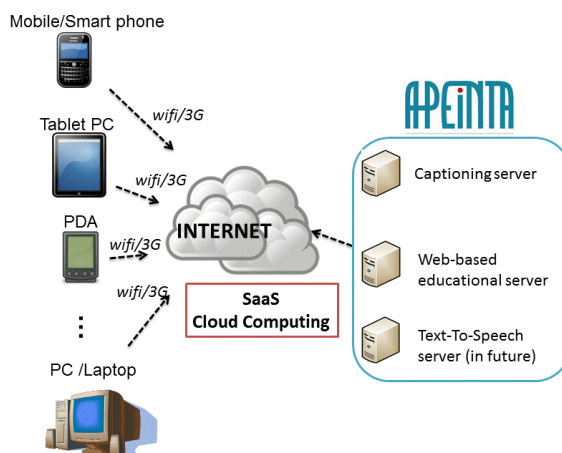 Mobile/Smart phone
wifi/3G
Tablet PC
wifi/3G
PDA
wifi/3G
wifi/3G
⋮
PC /Laptop
INTERNET
SaaS
Cloud Computing
APEINTA
Captioning server
Web-based
educational server
Text-To-Speech
server (in future)